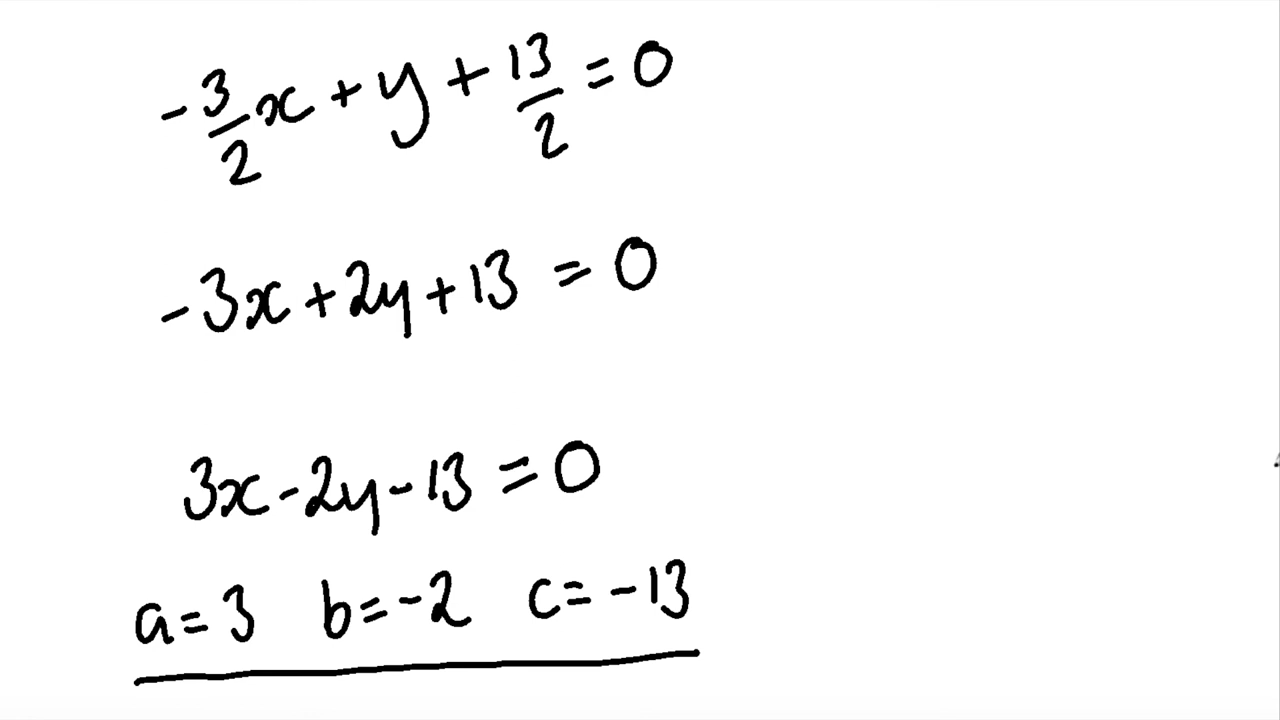 -3/2x + y + 13/2 = 0
-3x + 2y + 13 = 0
3x - 2y - 13 = 0
a = 3 b = -2 c = -13